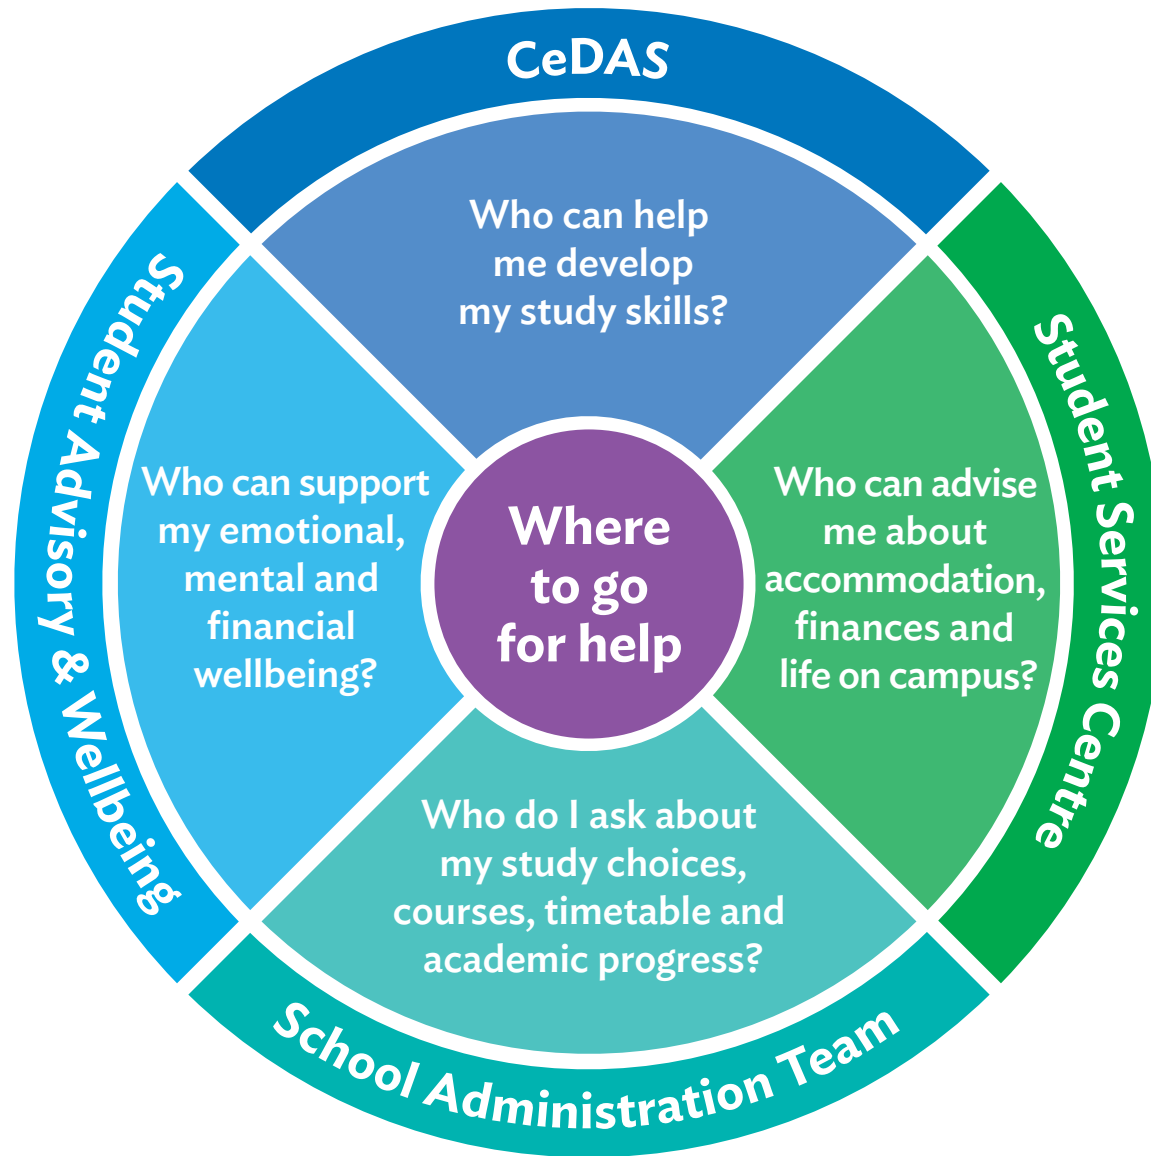 CeDAS
Who can help
me develop
my study skills?
Student Services Centre
Who can advise
me about
accommodation,
finances and
life on campus?
School Administration Team
Who do I ask about
my study choices,
courses, timetable and
academic progress?
Student Advisory & Wellbeing
Who can support
my emotional,
mental and
financial
wellbeing?
Where
to go
for help